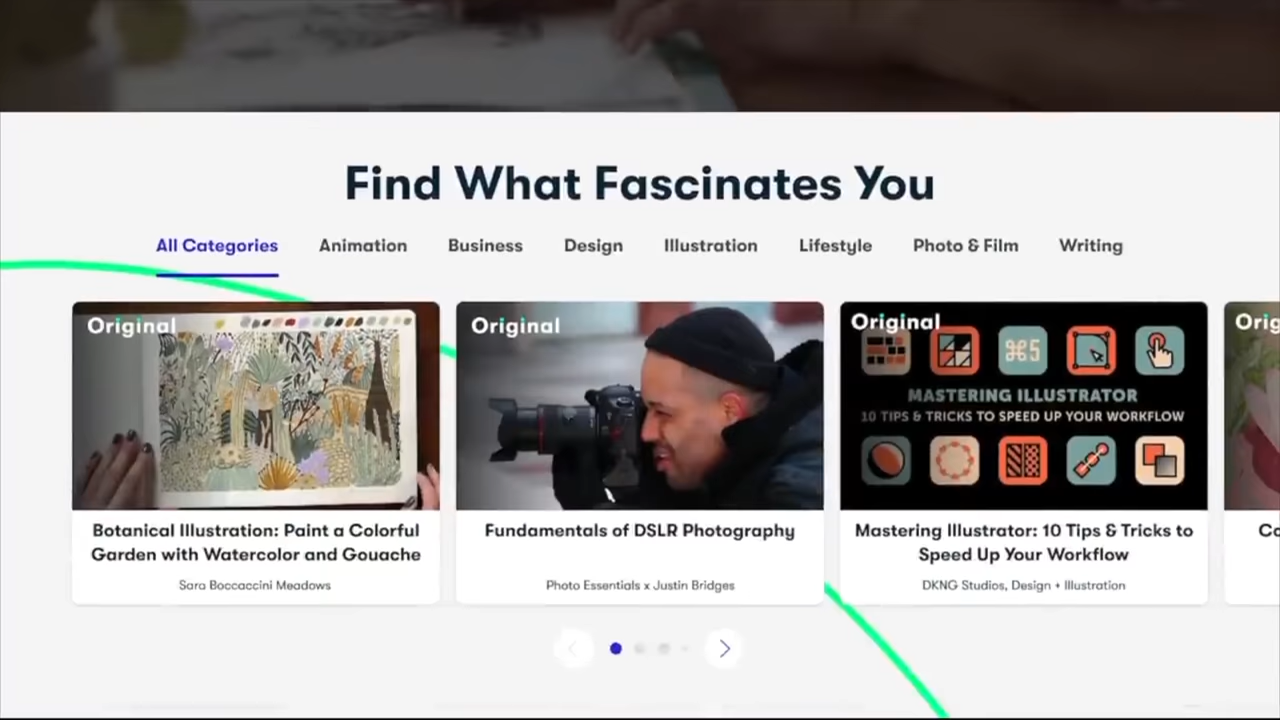 Find What Fascinates You
All Categories Animation Business Design Illustration Lifestyle Photo & Film Writing
Original
Original
Original
MASTERING ILLUSTRATOR
10 TIPS & TRICKS TO SPEED UP YOUR WORKFLOW
⌘5
Botanical Illustration: Paint a Colorful
Garden with Watercolor and Gouache
Sara Boccaccini Meadows
Fundamentals of DSLR Photography
Photo Essentials x Justin Bridges
Mastering Illustrator: 10 Tips & Tricks to
Speed Up Your Workflow
DKNG Studios, Design + Illustration